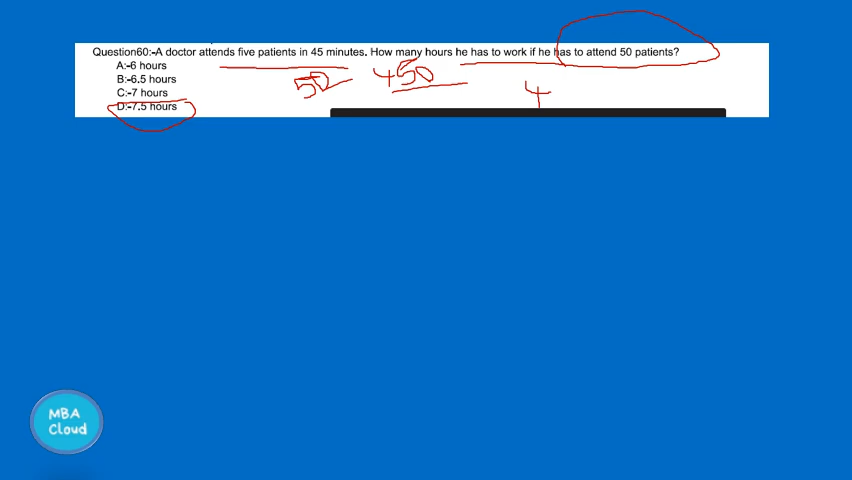 Question60:-A doctor attends five patients in 45 minutes. How many hours he has to work if he has to attend 50 patients?
A:-6 hours
50 450
B:-6.5 hours
C:-7 hours
4
D:-7.5 hours
MBA
Cloud